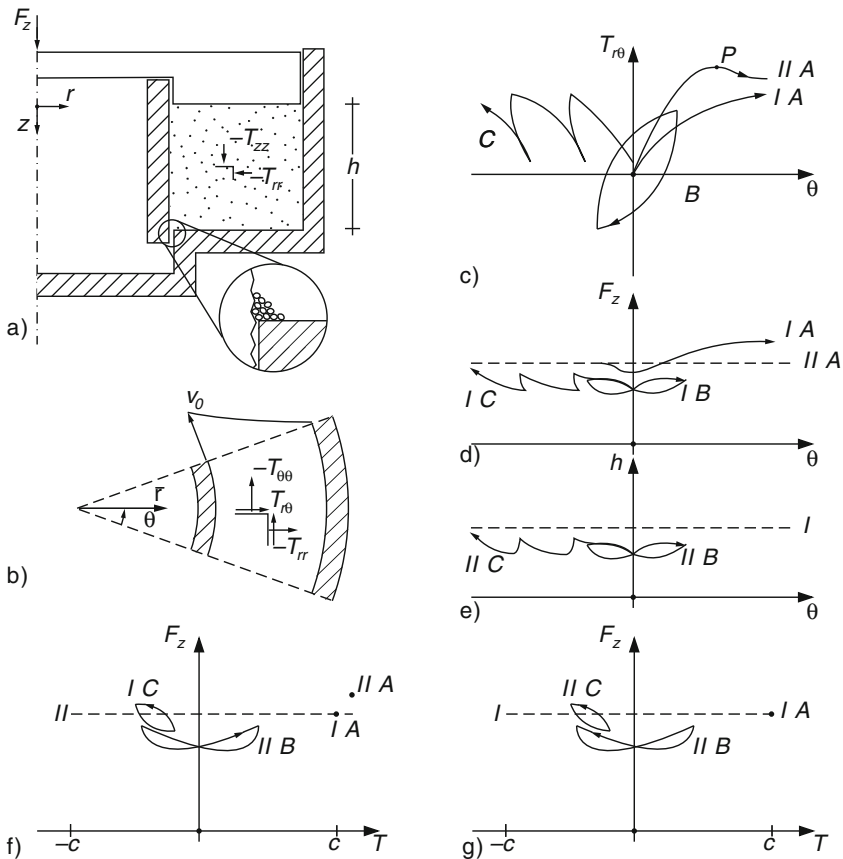 F_z
r
z
–T_zz
–T_rr
h
a)
v_0
r̄
θ
–T_θθ
T_rθ
–T_rr
b)
T_rθ
P
II A
I A
C
B
θ
c)
F_z
I A
II A
I C
I B
θ
d)
h
I
II C
II B
θ
e)
F_z
I C
II A
II
I A
II B
–c
c
T
f)
F_z
II C
I
I A
II B
–c
c
T
g)